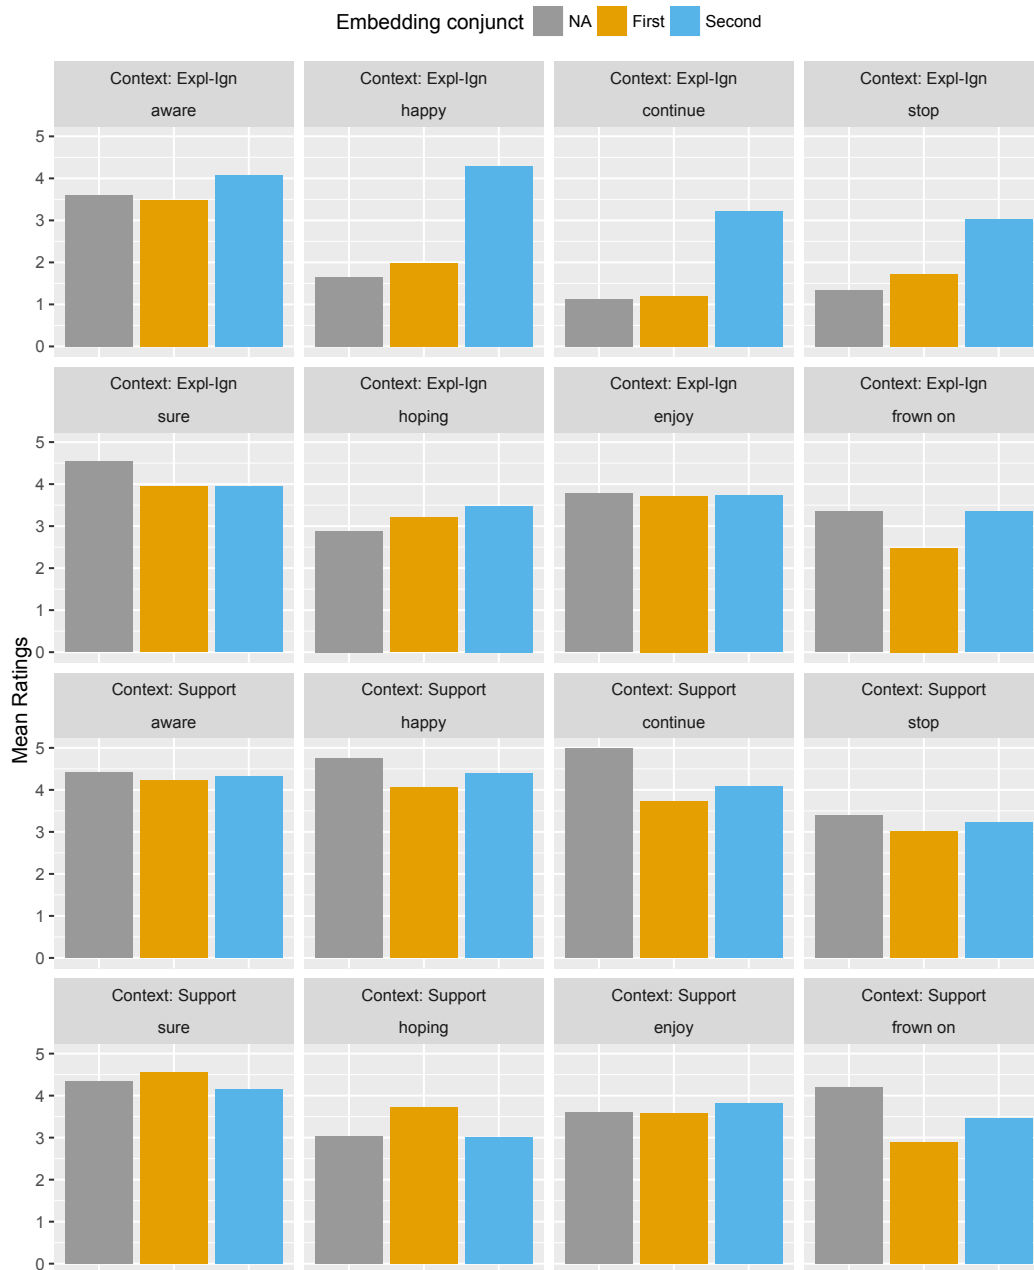 Embedding conjunct NA First Second
Context: Expl-Ign Context: Expl-Ign Context: Expl-Ign Context: Expl-Ign
aware happy continue stop
5
4
3
2
1
0
Context: Expl-Ign Context: Expl-Ign Context: Expl-Ign Context: Expl-Ign
sure hoping enjoy frown on
5
4
3
2
1
0
Mean Ratings
Context: Support Context: Support Context: Support Context: Support
aware happy continue stop
5
4
3
2
1
0
Context: Support Context: Support Context: Support Context: Support
sure hoping enjoy frown on
5
4
3
2
1
0